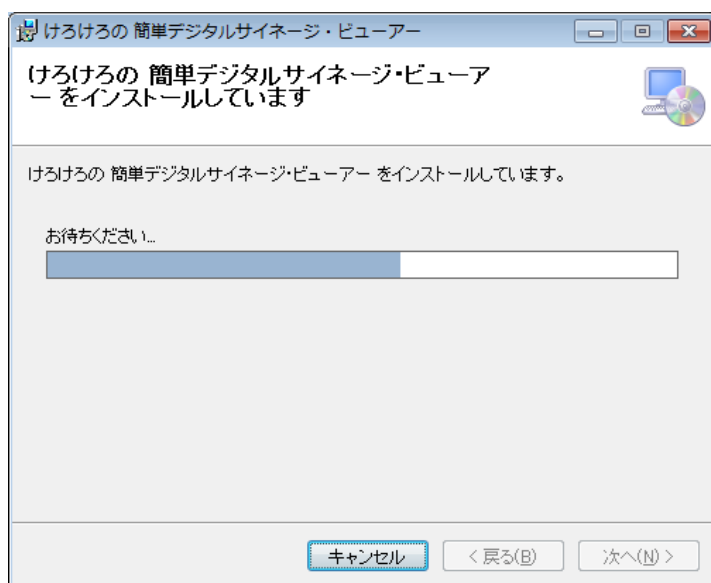 けろけろの 簡単デジタルサイネージ・ビューアー
けろけろの 簡単デジタルサイネージ・ビューア
ー をインストールしています
けろけろの 簡単デジタルサイネージ・ビューアー をインストールしています。
お待ちください...
キャンセル
< 戻る(B)
次へ(N) >